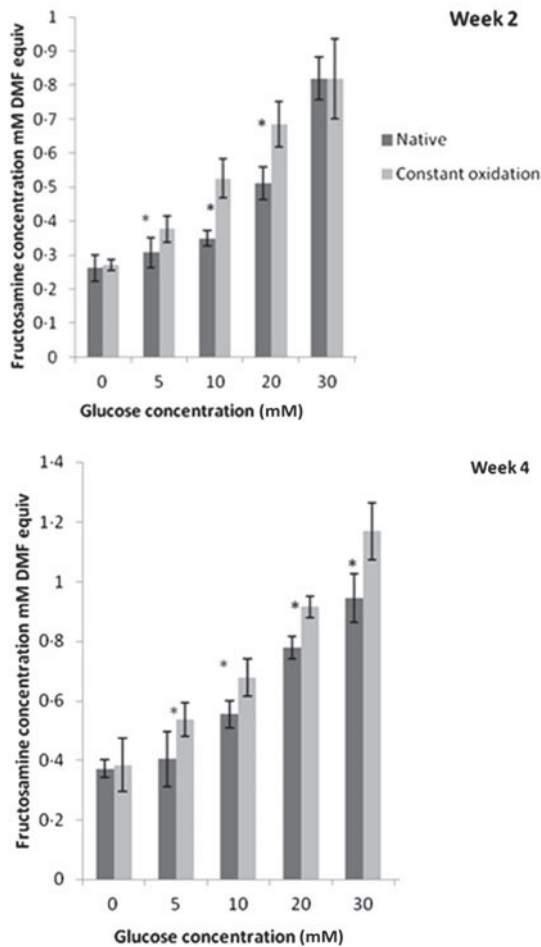 Week 2
Fructosamine concentration mM DMF equiv
1
0·9
0·8
0·7
0·6
0·5
0·4
0·3
0·2
0·1
0
*
*
*
Native
Constant oxidation
0 5 10 20 30
Glucose concentration (mM)
Week 4
Fructosamine concentration mM DMF equiv
1·4
1·2
1
0·8
0·6
0·4
0·2
0
*
*
*
*
0 5 10 20 30
Glucose concentration (mM)